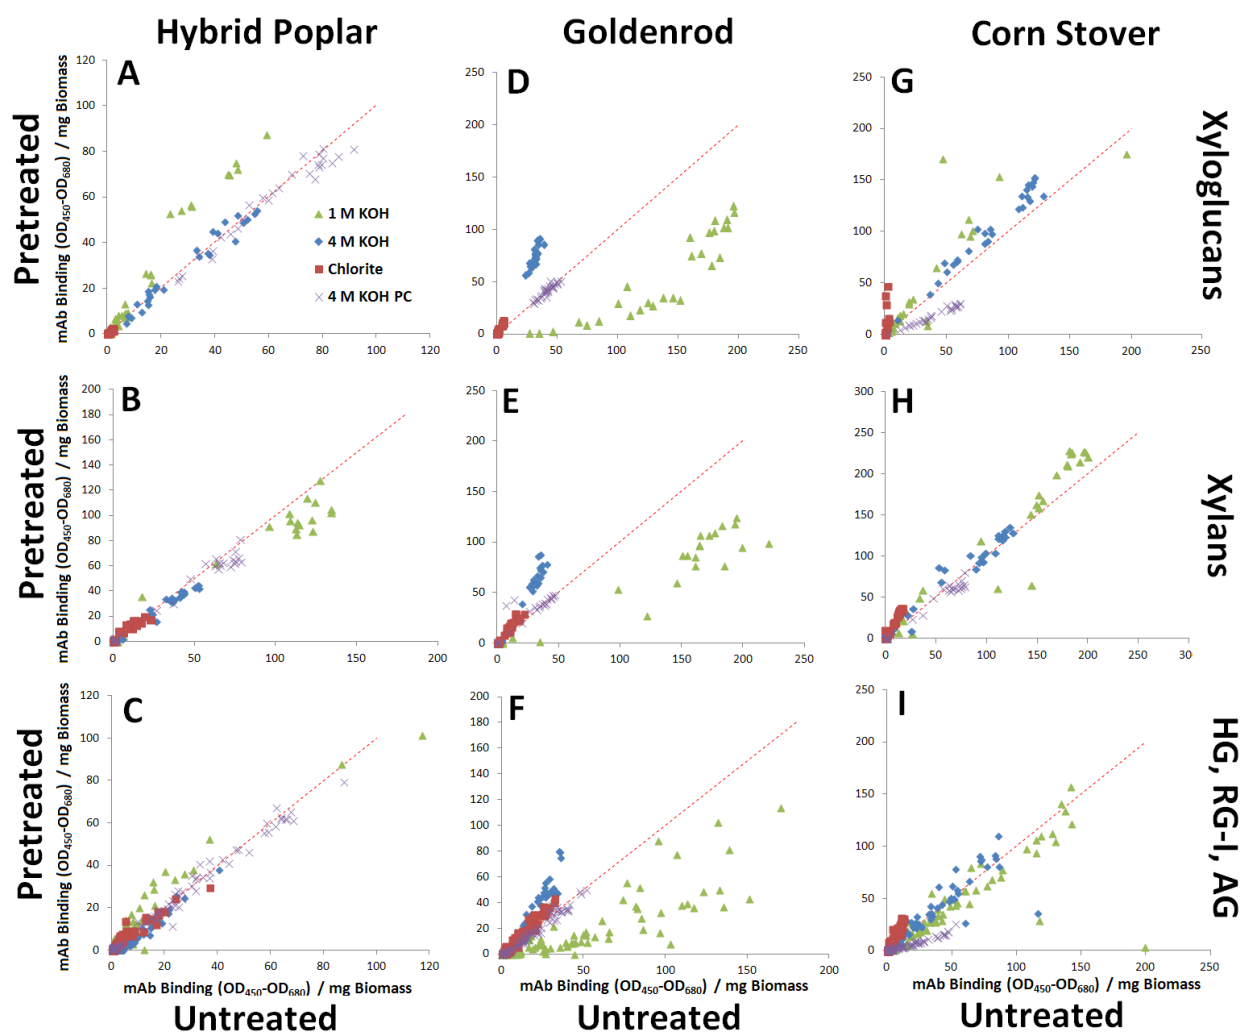 Hybrid Poplar
Goldenrod
Corn Stover
Pretreated
mAb Binding (OD450-OD680) / mg Biomass
A
120
100
80
60
40
20
0
0 20 40 60 80 100 120
1 M KOH
4 M KOH
Chlorite
4 M KOH PC
D
250
200
150
100
50
0
0 50 100 150 200 250
G
250
200
150
100
50
0
0 50 100 150 200 250
Xyloglucans
Pretreated
mAb Binding (OD450-OD680) / mg Biomass
B
200
180
160
140
120
100
80
60
40
20
0
0 50 100 150 200
E
250
200
150
100
50
0
0 50 100 150 200 250
H
300
250
200
150
100
50
0
0 50 100 150 200 250 30
Xylans
Pretreated
mAb Binding (OD450-OD680) / mg Biomass
C
120
100
80
60
40
20
0
0 20 40 60 80 100 120
F
200
180
160
140
120
100
80
60
40
20
0
0 50 100 150 200
I
250
200
150
100
50
0
0 50 100 150 200 250
HG, RG-I, AG
mAb Binding (OD450-OD680) / mg Biomass
mAb Binding (OD450-OD680) / mg Biomass
mAb Binding (OD450-OD680) / mg Biomass
Untreated
Untreated
Untreated